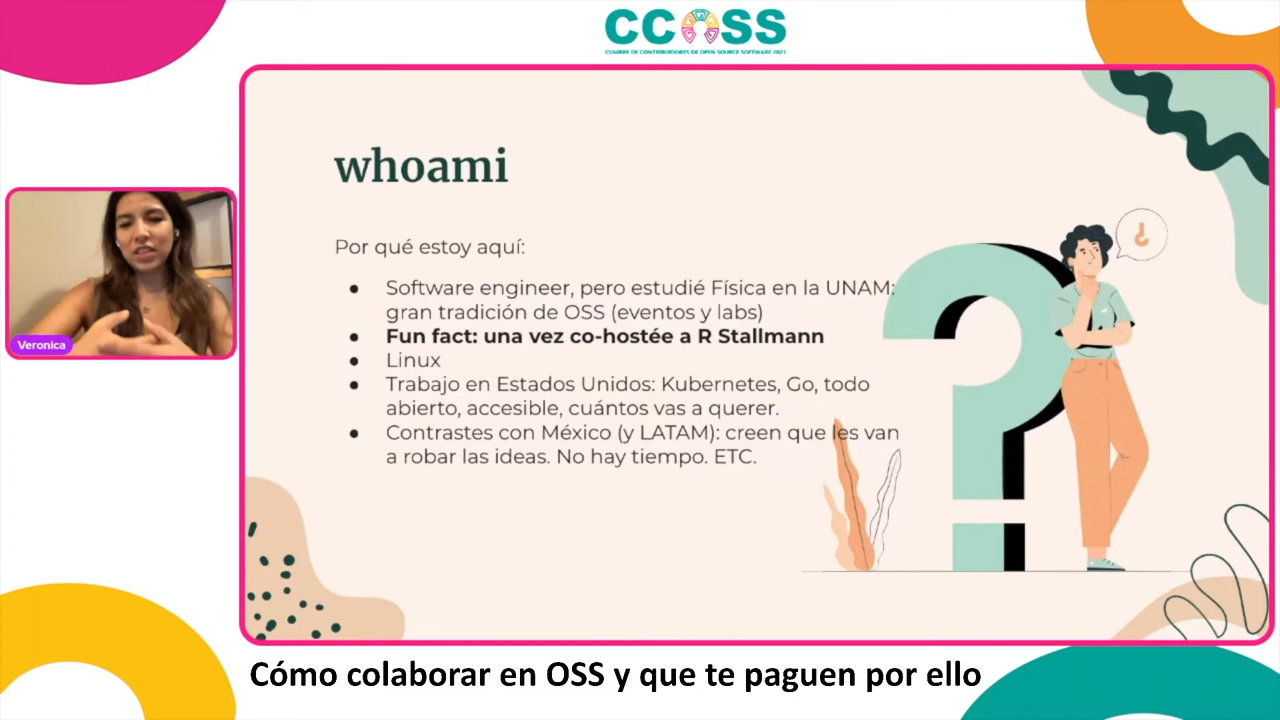 CCOSS
CUMBRE DE CONTRIBUIDORES DE OPEN SOURCE SOFTWARE 2021
whoami
Por qué estoy aquí:
● Software engineer, pero estudié Física en la UNAM:
gran tradición de OSS (eventos y labs)
● Fun fact: una vez co-hostée a R Stallmann
● Linux
● Trabajo en Estados Unidos: Kubernetes, Go, todo
abierto, accesible, cuántos vas a querer.
● Contrastes con México (y LATAM): creen que les van
a robar las ideas. No hay tiempo. ETC.
¿
?
Veronica
Cómo colaborar en OSS y que te paguen por ello